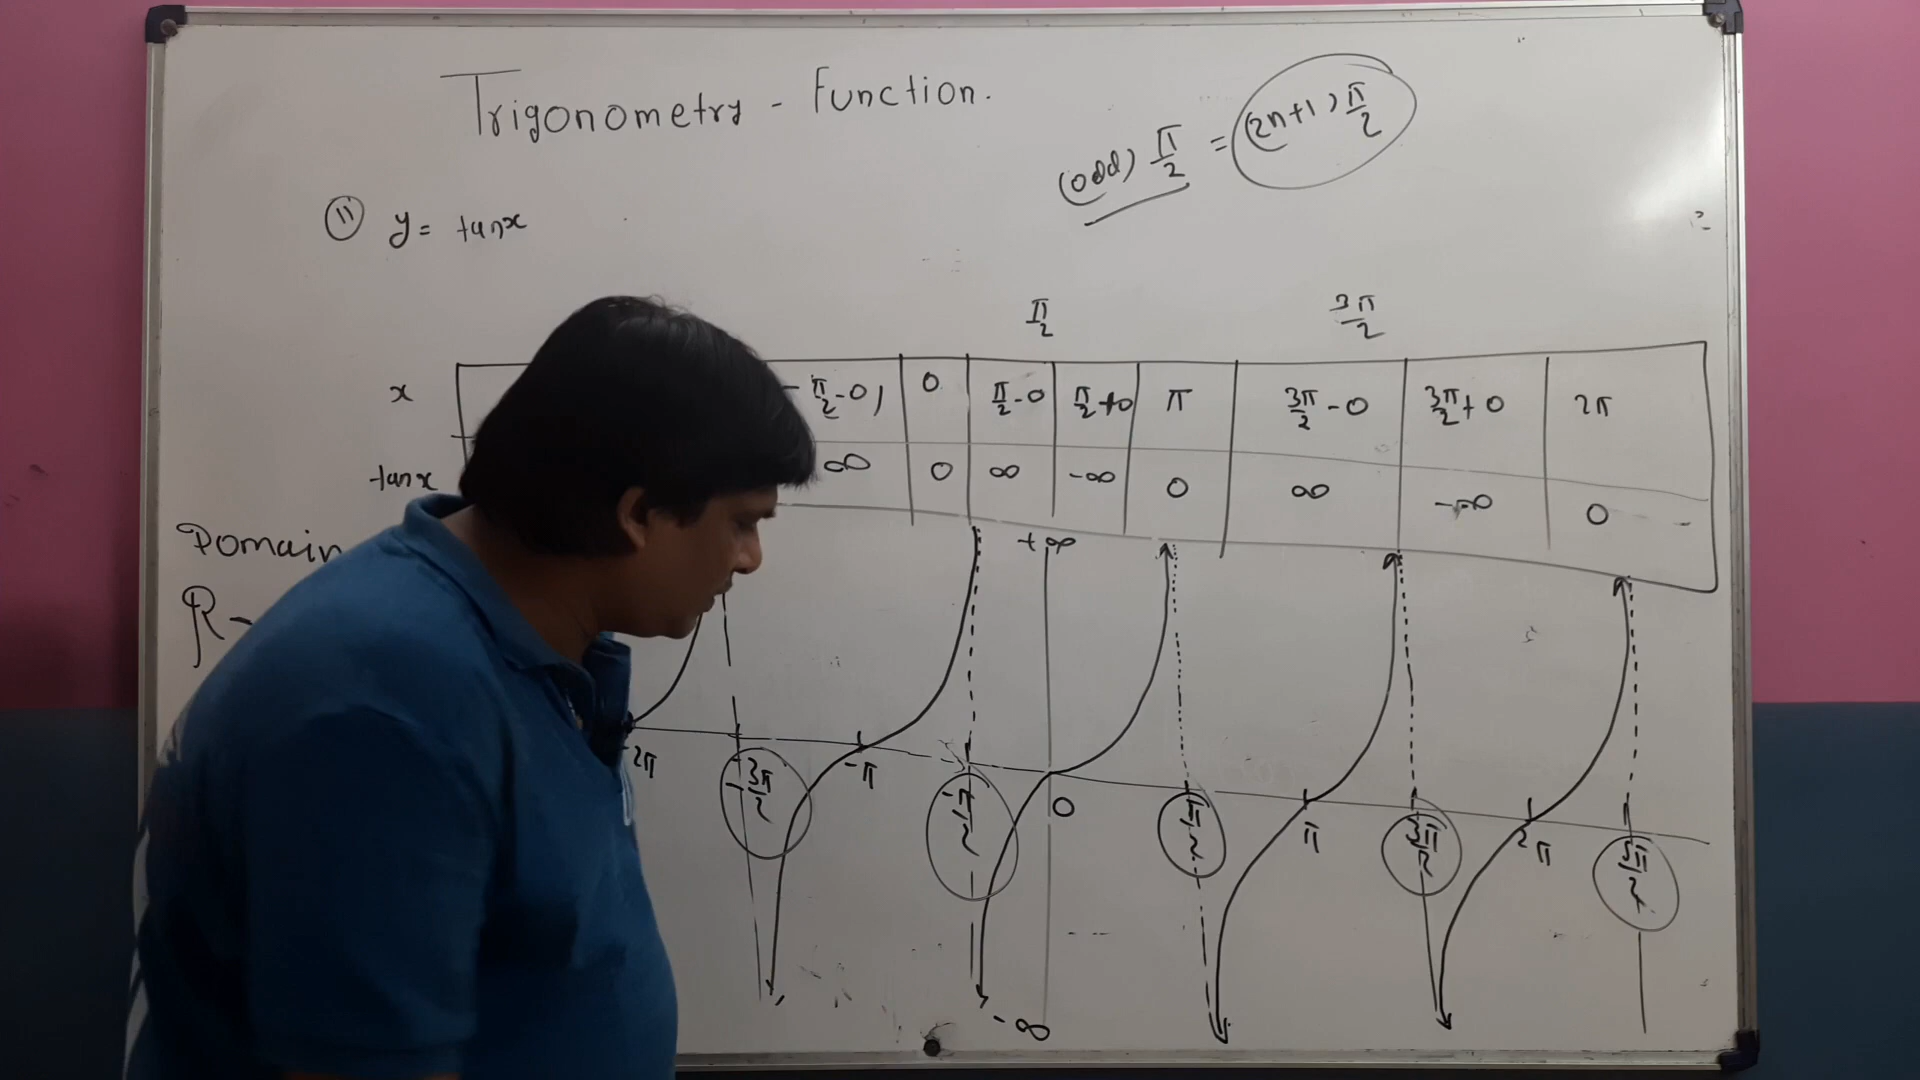 Trigonometry - Function.
(odd) π/2 = (2n+1) π/2
(11) y = tanx
π/2 3π/2
x -π/2-0) 0 π/2-0 π/2+0 π 3π/2-0 3π/2+0 2π
tanx ∞ 0 ∞ -∞ 0 ∞ -∞ 0
Domain
R-
+∞
-2π -3π/2 -π -π/2 0 π/2 π 3π/2 2π 5π/2
-∞